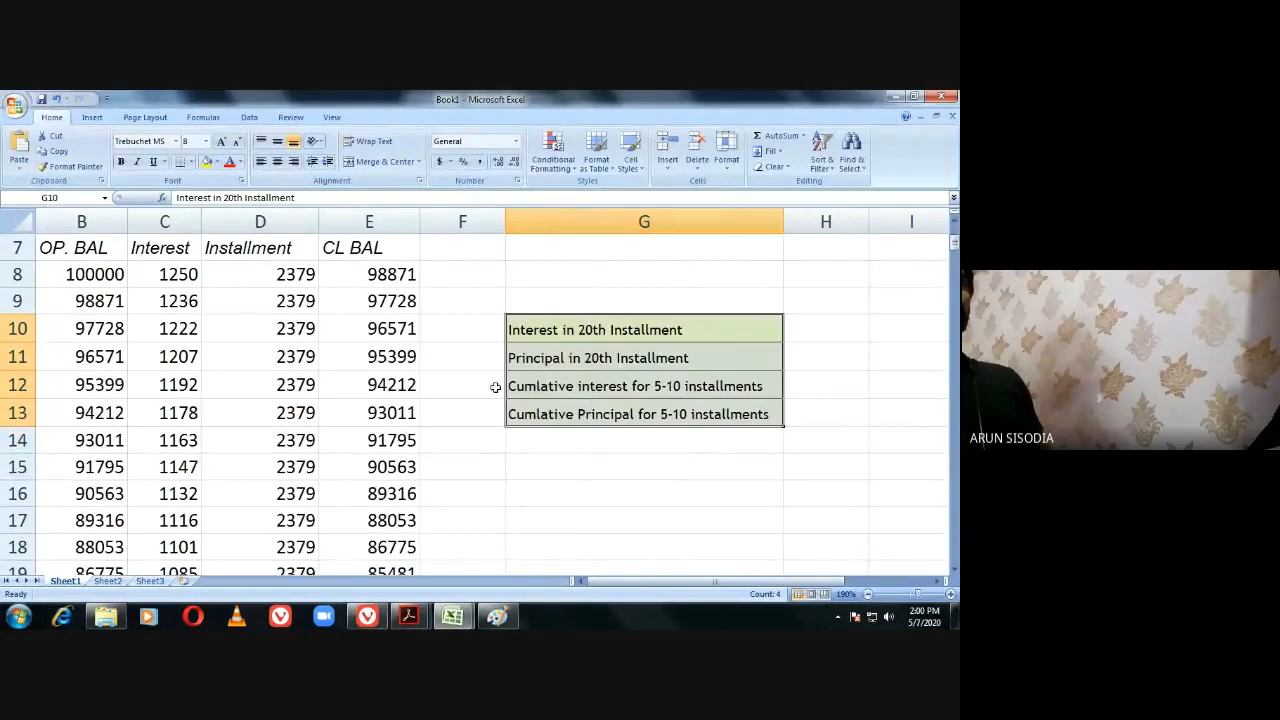 Book1 - Microsoft Excel
Home Insert Page Layout Formulas Data Review View
Paste Cut Copy Format Painter Clipboard
Trebuchet MS 8 A A B I U A Font
Wrap Text Merge & Center Alignment
General $ % , Number
Conditional Formatting Format as Table Cell Styles Styles
Insert Delete Format Cells
Σ AutoSum Fill Clear Sort & Filter Find & Select Editing
G10 fx Interest in 20th Installment
B C D E F G H I
7 OP. BAL Interest Installment CL BAL
8 100000 1250 2379 98871
9 98871 1236 2379 97728
10 97728 1222 2379 96571 Interest in 20th Installment
11 96571 1207 2379 95399 Principal in 20th Installment
12 95399 1192 2379 94212 Cumlative interest for 5-10 installments
13 94212 1178 2379 93011 Cumlative Principal for 5-10 installments
14 93011 1163 2379 91795
15 91795 1147 2379 90563
16 90563 1132 2379 89316
17 89316 1116 2379 88053
18 88053 1101 2379 86775
19 86775 1085 2379 85481
Sheet1 Sheet2 Sheet3
Ready Count: 4 190%
2:00 PM
5/7/2020
ARUN SISODIA